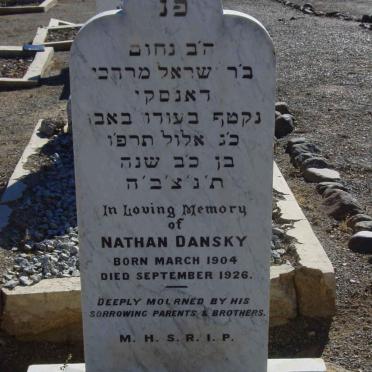 פנ
ה׳ב נחום
ב׳ר ישראל מרדכי
דאנסקי
נקטף בעודו באבו
כ׳ג אלול תרפ׳ו
בן כ׳ב שנה
ת׳נ׳צ׳ב׳ה
In Loving Memory
of
NATHAN DANSKY
BORN MARCH 1904
DIED SEPTEMBER 1926.
DEEPLY MOURNED BY HIS
SORROWING PARENTS & BROTHERS.
M. H. S. R. I. P.